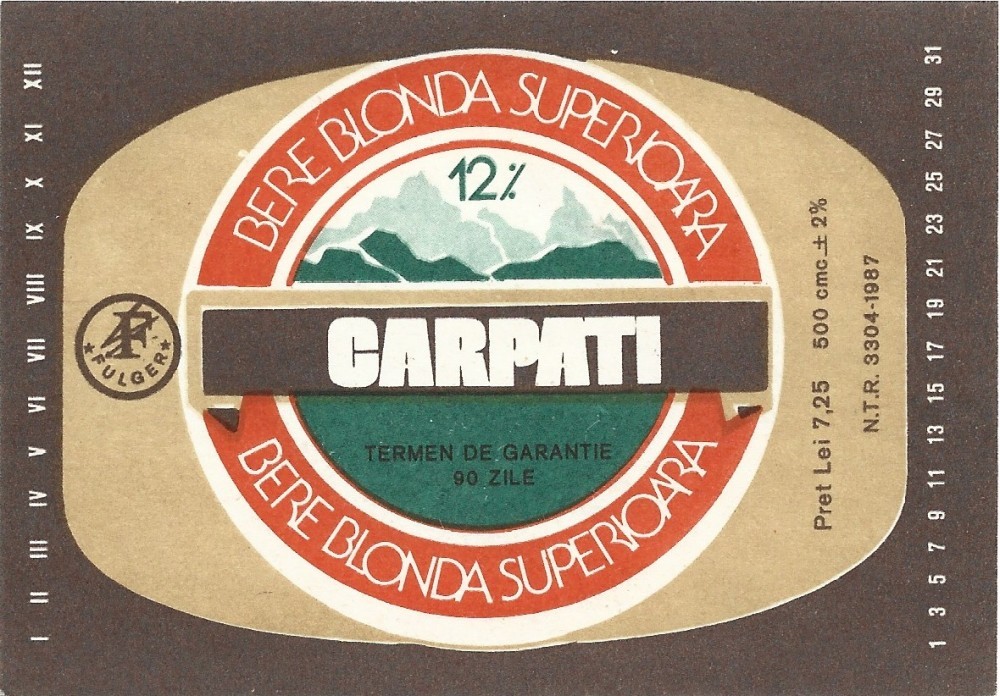 I II III IV V VI VII VIII IX X XI XII
FULGER
BERE BLONDA SUPERIOARA
12%
CARPATI
TERMEN DE GARANTIE
90 ZILE
BERE BLONDA SUPERIOARA
Pret Lei 7,25 500 cmc ± 2%
N.T.R. 3304-1987
1 3 5 7 9 11 13 15 17 19 21 23 25 27 29 31